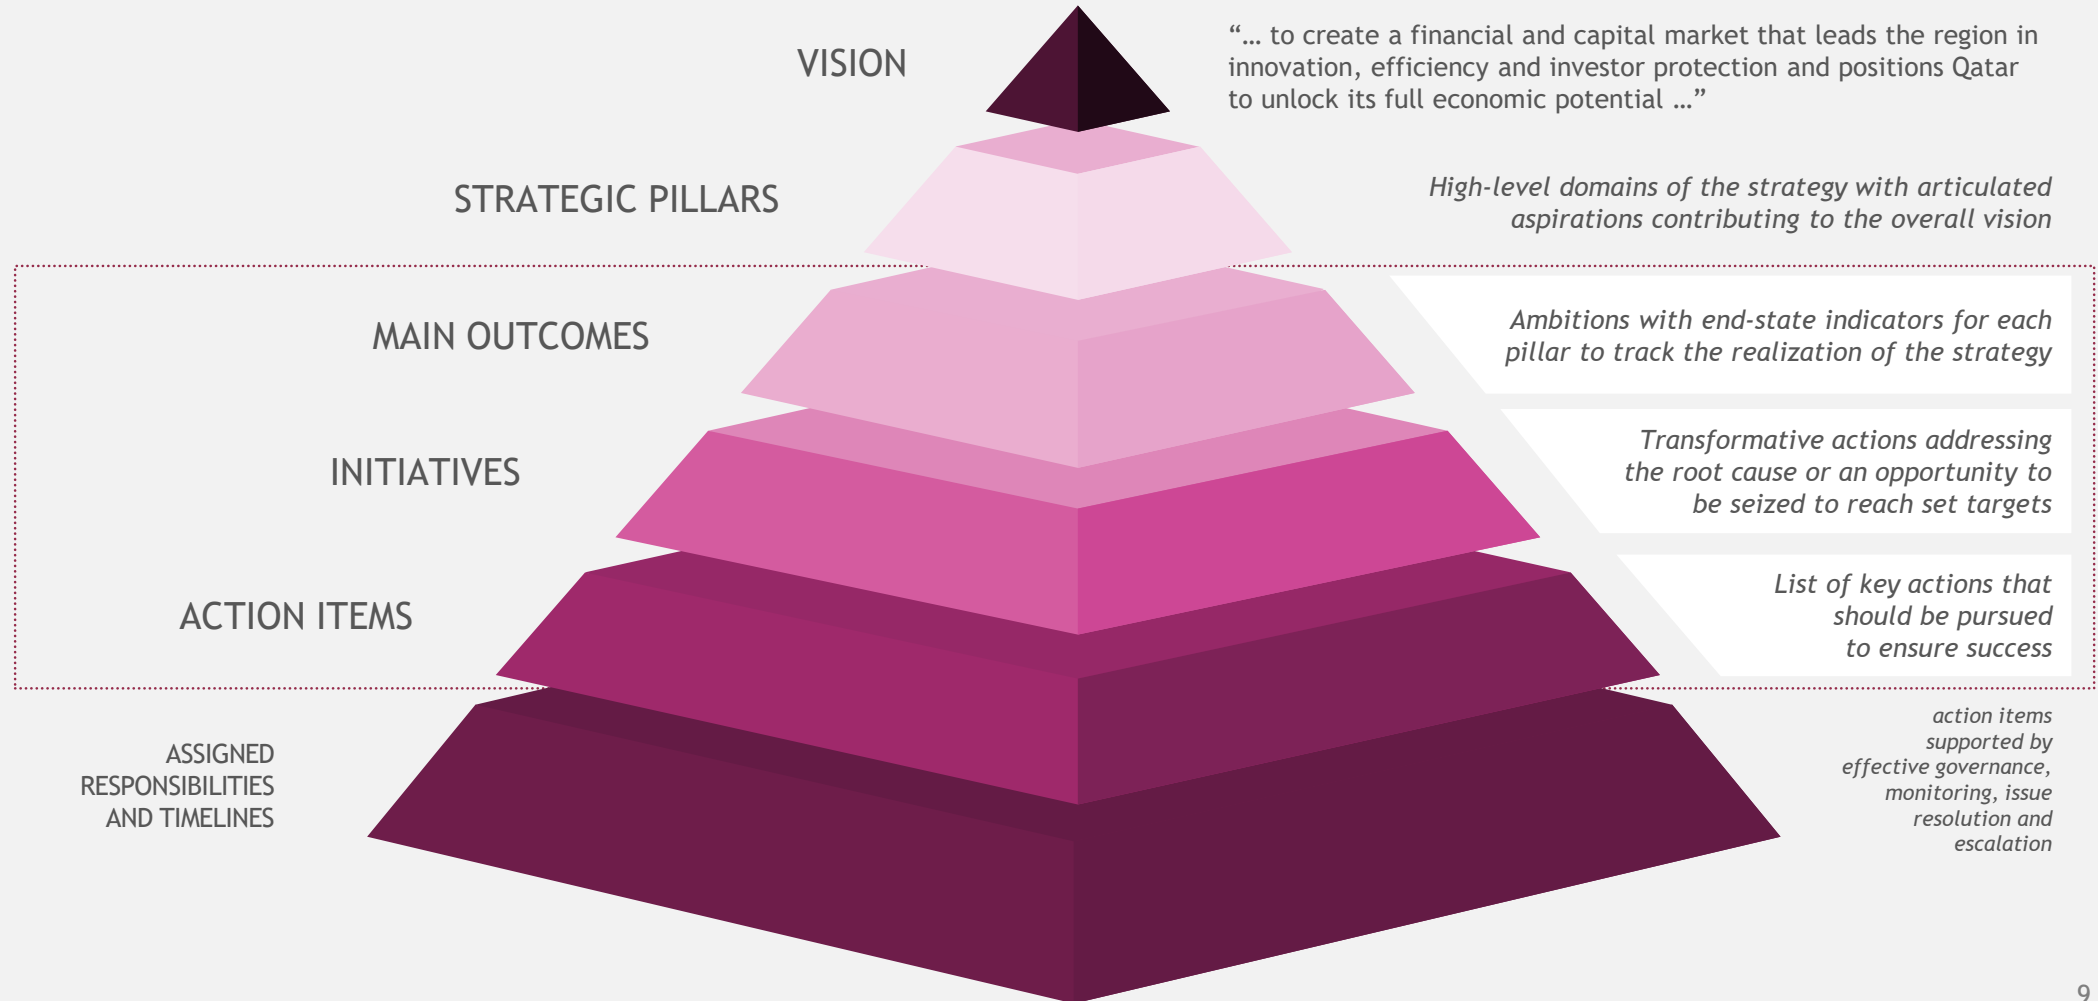 VISION
“… to create a financial and capital market that leads the region in
innovation, efficiency and investor protection and positions Qatar
to unlock its full economic potential …”
STRATEGIC PILLARS
High-level domains of the strategy with articulated
aspirations contributing to the overall vision
MAIN OUTCOMES
Ambitions with end-state indicators for each
pillar to track the realization of the strategy
INITIATIVES
Transformative actions addressing
the root cause or an opportunity to
be seized to reach set targets
ACTION ITEMS
List of key actions that
should be pursued
to ensure success
ASSIGNED
RESPONSIBILITIES
AND TIMELINES
action items
supported by
effective governance,
monitoring, issue
resolution and
escalation
9